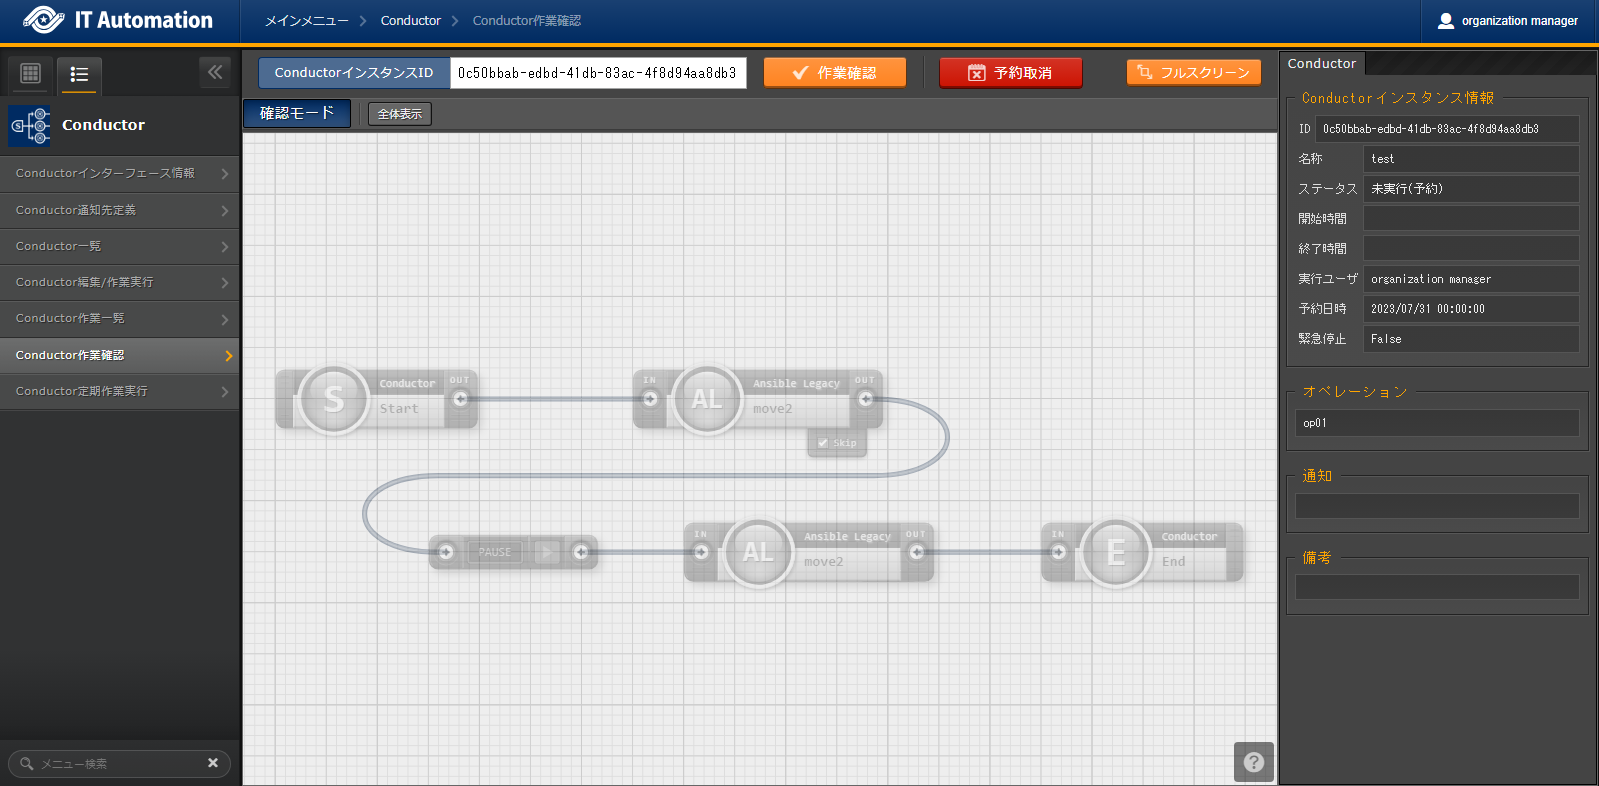 IT Automation
メインメニュー
Conductor
Conductor作業確認
organization manager
Conductor
Conductorインターフェース情報
Conductor通知先定義
Conductor一覧
Conductor編集/作業実行
Conductor作業一覧
Conductor作業確認
Conductor定期作業実行
メニュー検索
ConductorインスタンスID
0c50bbab-edbd-41db-83ac-4f8d94aa8db3
作業確認
予約取消
フルスクリーン
確認モード
全体表示
S
Conductor
OUT
Start
IN
AL
Ansible Legacy
OUT
move2
Skip
PAUSE
IN
AL
Ansible Legacy
OUT
move2
IN
E
Conductor
End
?
Conductor
Conductorインスタンス情報
ID 0c50bbab-edbd-41db-83ac-4f8d94aa8db3
名称 test
ステータス 未実行(予約)
開始時間
終了時間
実行ユーザ organization manager
予約日時 2023/07/31 00:00:00
緊急停止 False
オペレーション
op01
通知
備考